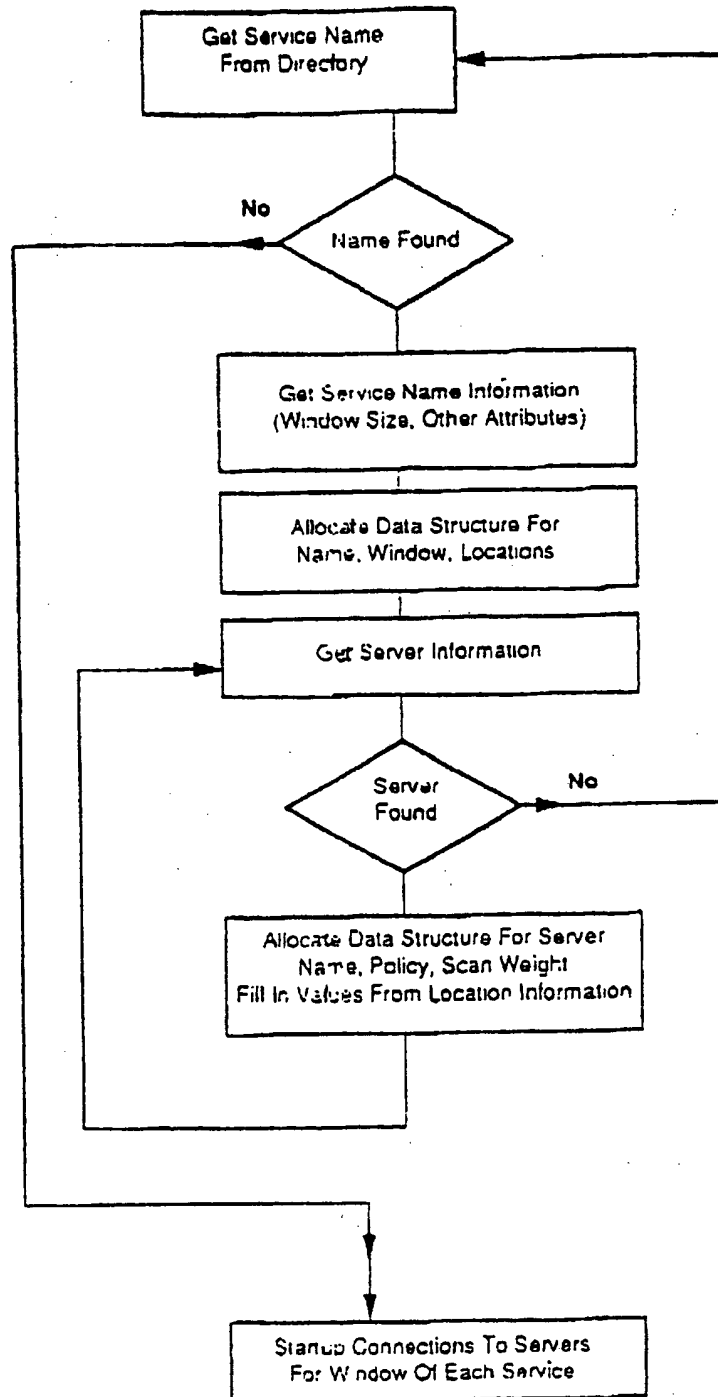 Get Service Name
From Directory
No
Name Found
Get Service Name Information
(Window Size, Other Attributes)
Allocate Data Structure For
Name, Window, Locations
Get Server Information
Server
Found
No
Allocate Data Structure For Server
Name, Policy, Scan Weight
Fill In Values From Location Information
Startup Connections To Servers
For Window Of Each Service